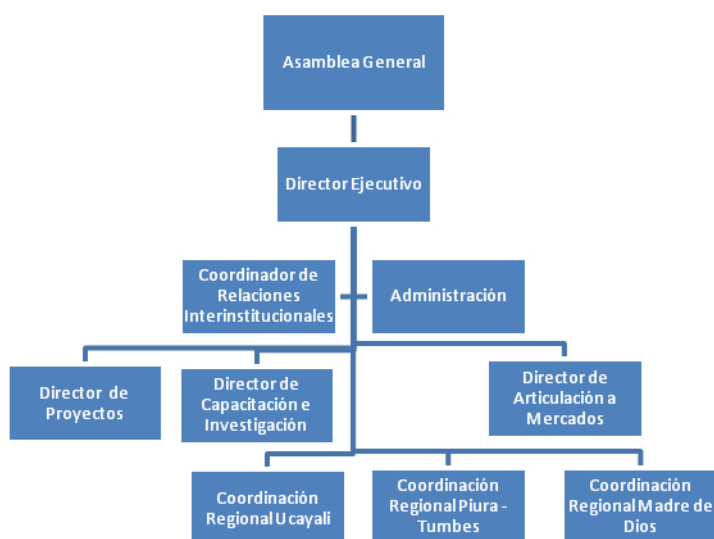 Asamblea General
Director Ejecutivo
Coordinador de
Relaciones
Interinstitucionales
Administración
Director de
Proyectos
Director de
Capacitación e
Investigación
Director de
Articulación a
Mercados
Coordinación
Regional Ucayali
Coordinación
Regional Piura -
Tumbes
Coordinación
Regional Madre de
Dios